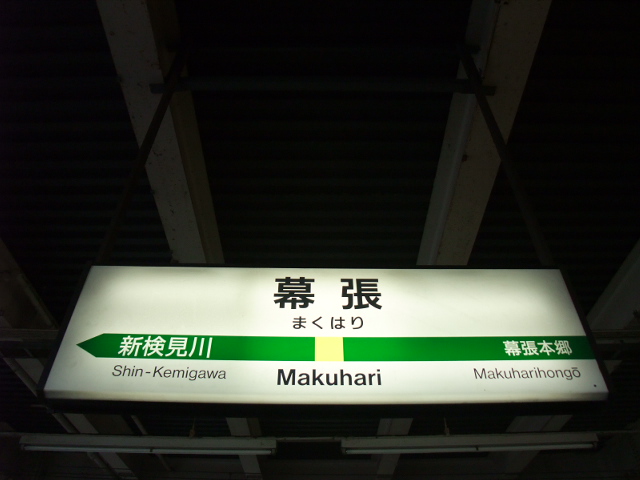 幕張
まくはり
新検見川
幕張本郷
Shin-Kemigawa
Makuhari
Makuharihongō